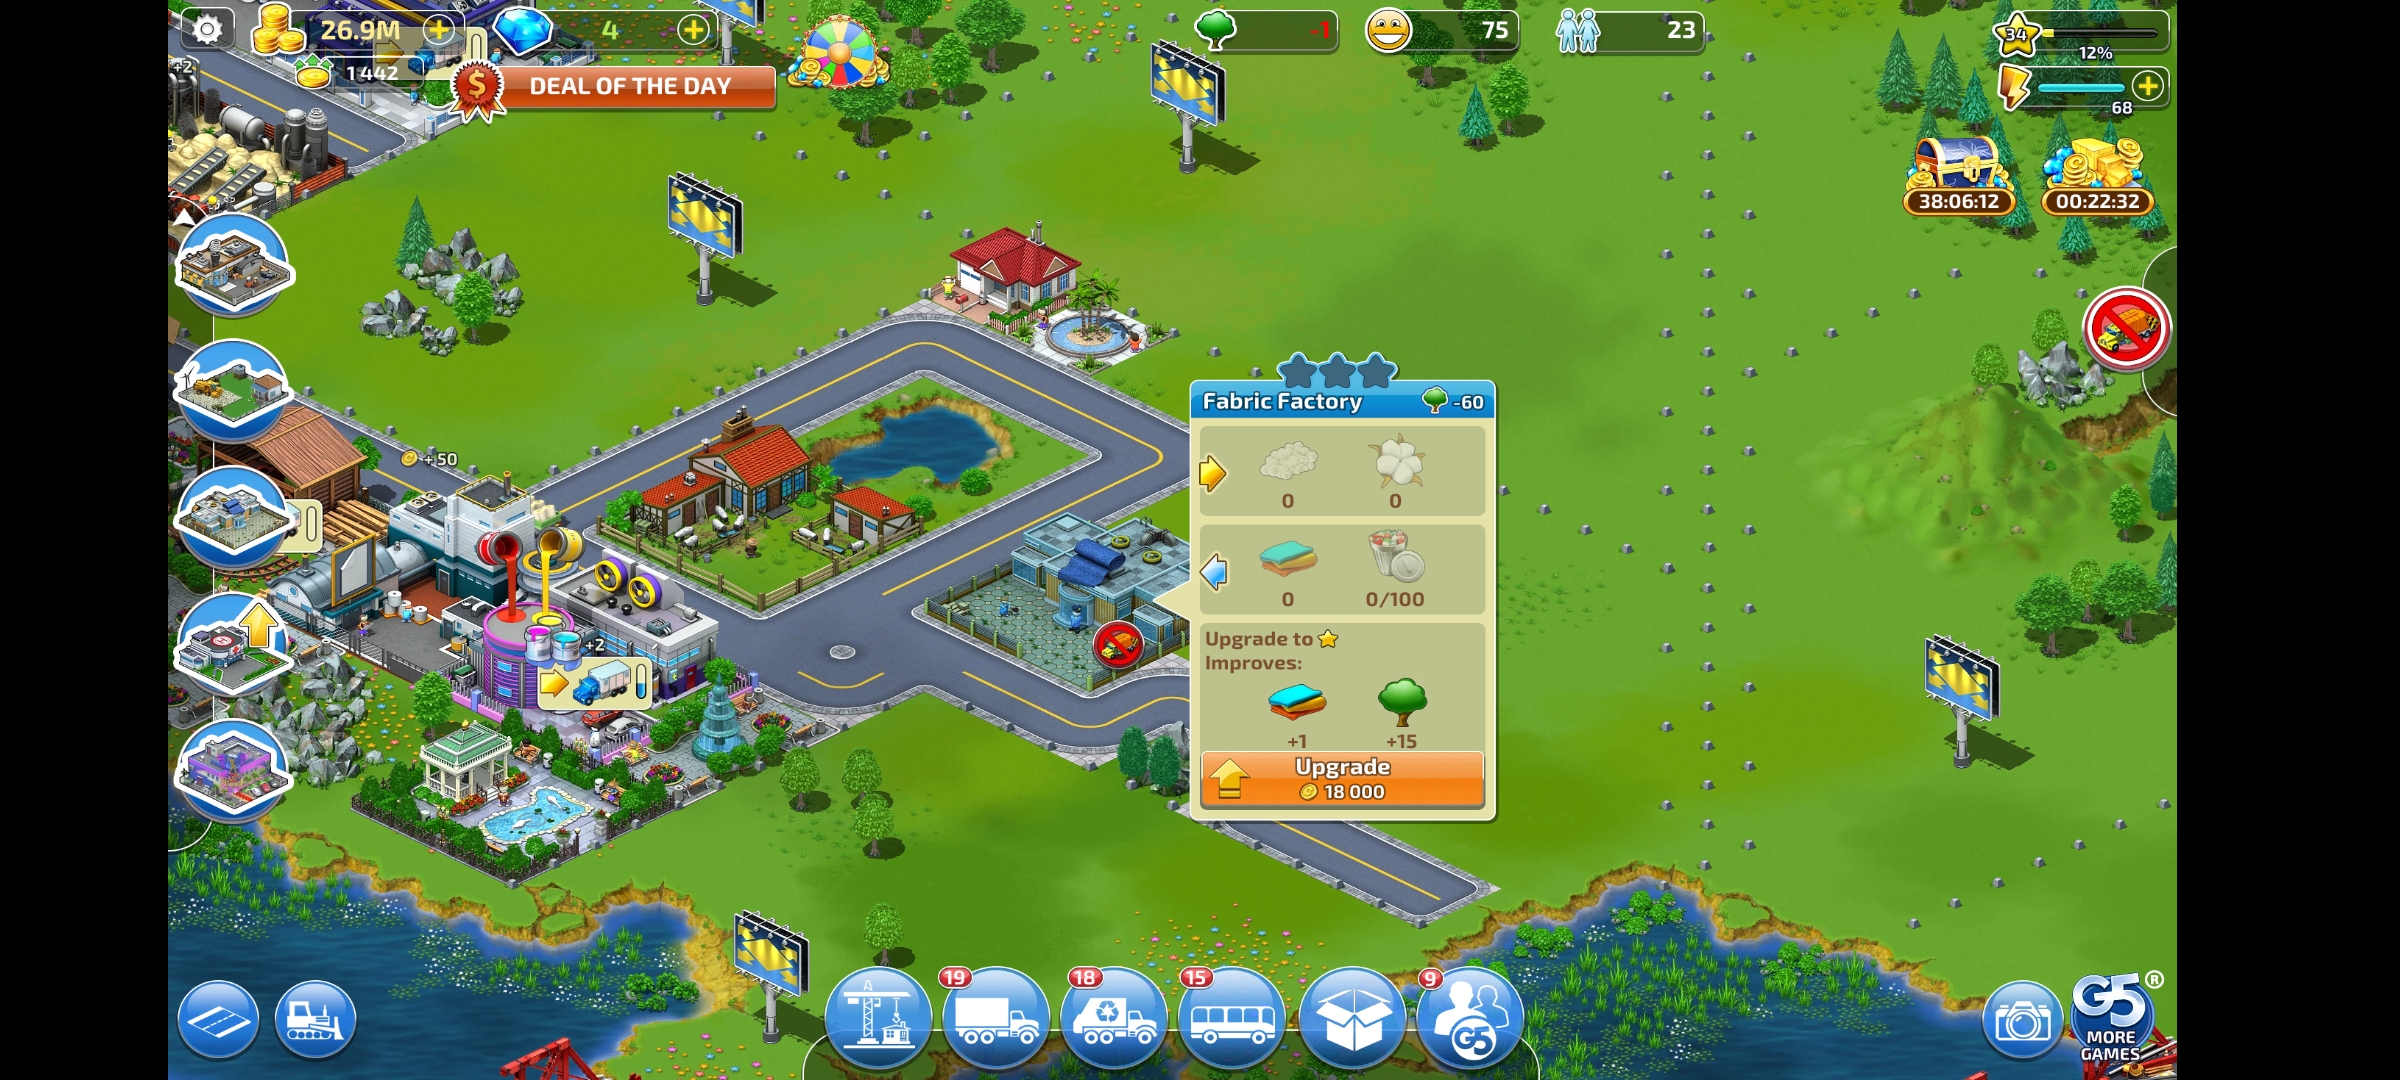 26.9M
4
-1
75
23
34
12%
1 442
DEAL OF THE DAY
68
+2
38:06:12
00:22:32
Fabric Factory
-60
0
0
0
0/100
Upgrade to
Improves:
+1
+15
Upgrade
18 000
+50
+2
A
19
18
15
9
G5
G5®
MORE
GAMES